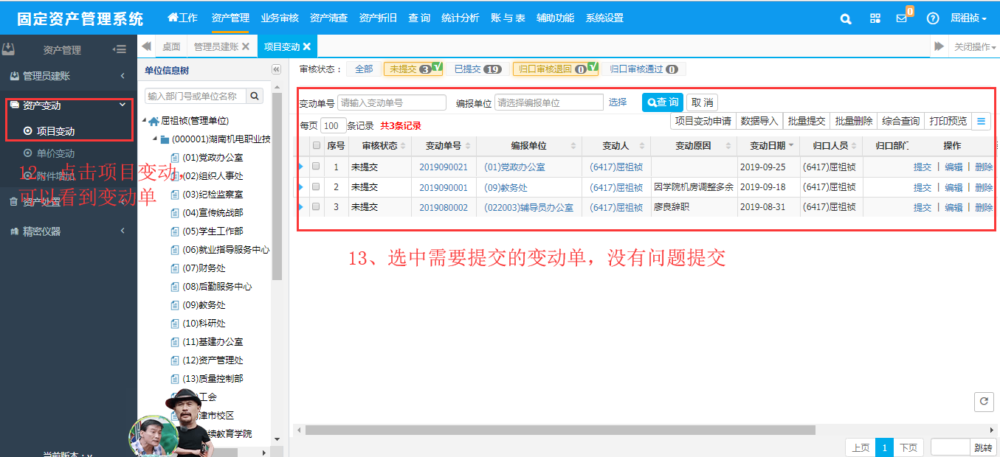 固定资产管理系统 工作 资产管理 业务审核 资产清查 资产折旧 查 询 统计分析 账 与 表 辅助功能 系统设置 0 屈祖祯
资产管理 桌面 管理员建账 项目变动 关闭操作
管理员建账
资产变动
项目变动
单价变动
附件增加
资产处置
精密仪器
12、点击项目变动，
可以看到变动单
单位信息树
输入部门号或单位名称
屈祖祯(管理单位)
(000001)湖南机电职业技
(01)党政办公室
(02)组织人事处
(03)纪检监察室
(04)宣传统战部
(05)学生工作部
(06)就业指导服务中心
(07)财务处
(08)后勤服务中心
(09)教务处
(10)科研处
(11)基建办公室
(12)资产管理处
(13)质量控制部
工会
津市校区
续教育学院
审核状态： 全部 未提交 3 已提交 19 归口审核退回 0 归口审核通过 0
变动单号 请输入变动单号 编报单位 请选择编报单位 选择 查 询 取 消
每页 100 条记录 共3条记录 项目变动申请 数据导入 批量提交 批量删除 综合查询 打印预览
序号 审核状态 变动单号 编报单位 变动人 变动原因 变动日期 归口人员 归口部门 操作
1 未提交 2019090021 (01)党政办公室 (6417)屈祖祯 2019-09-25 (6417)屈祖祯 提交 | 编辑 | 删除
2 未提交 2019090001 (09)教务处 (6417)屈祖祯 因学院机房调整多余 2019-09-18 (6417)屈祖祯 提交 | 编辑 | 删除
3 未提交 2019080002 (022003)辅导员办公室 (6417)屈祖祯 廖良辞职 2019-08-31 (6417)屈祖祯 提交 | 编辑 | 删除
13、选中需要提交的变动单，没有问题提交
上页 1 下页 跳转
当前版本：v